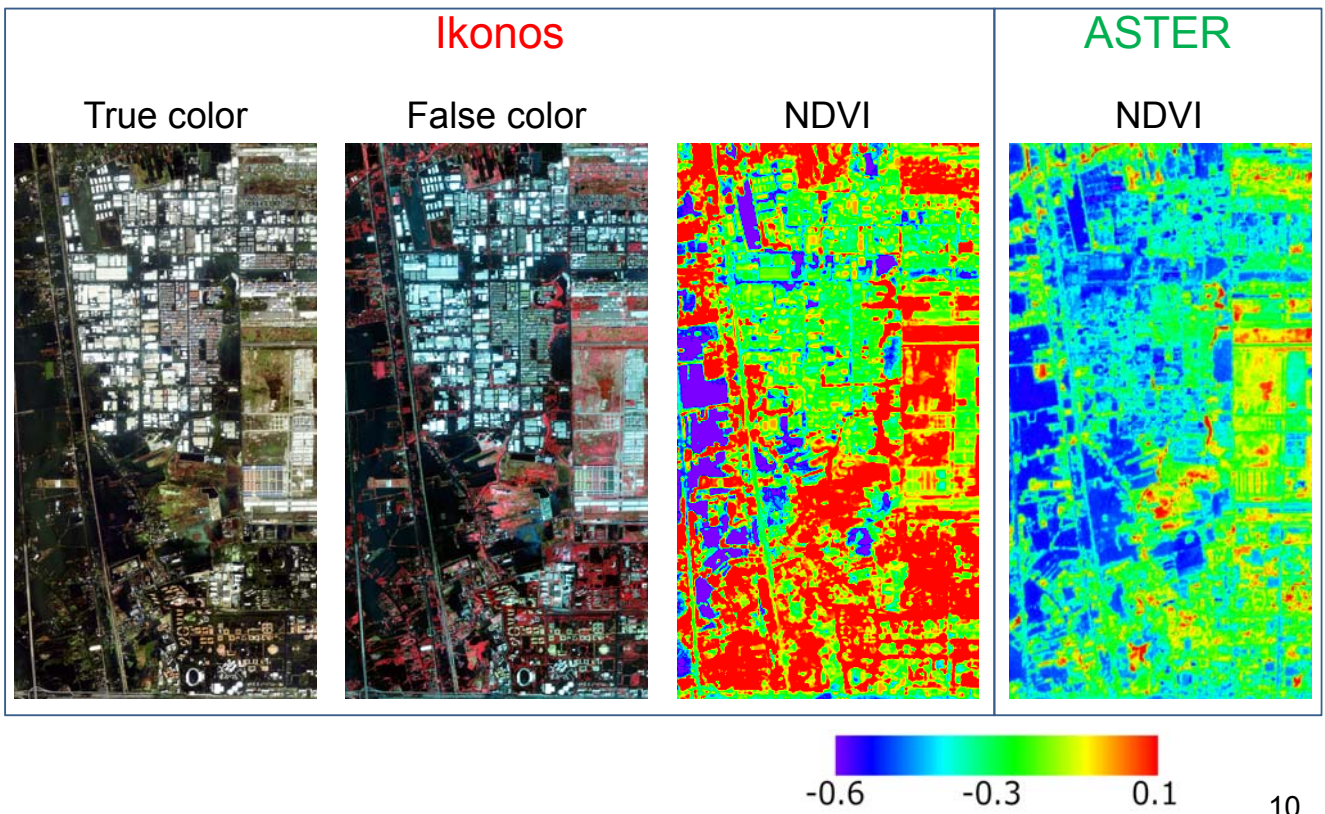 Ikonos
ASTER
True color
False color
NDVI
NDVI
-0.6
-0.3
0.1
10